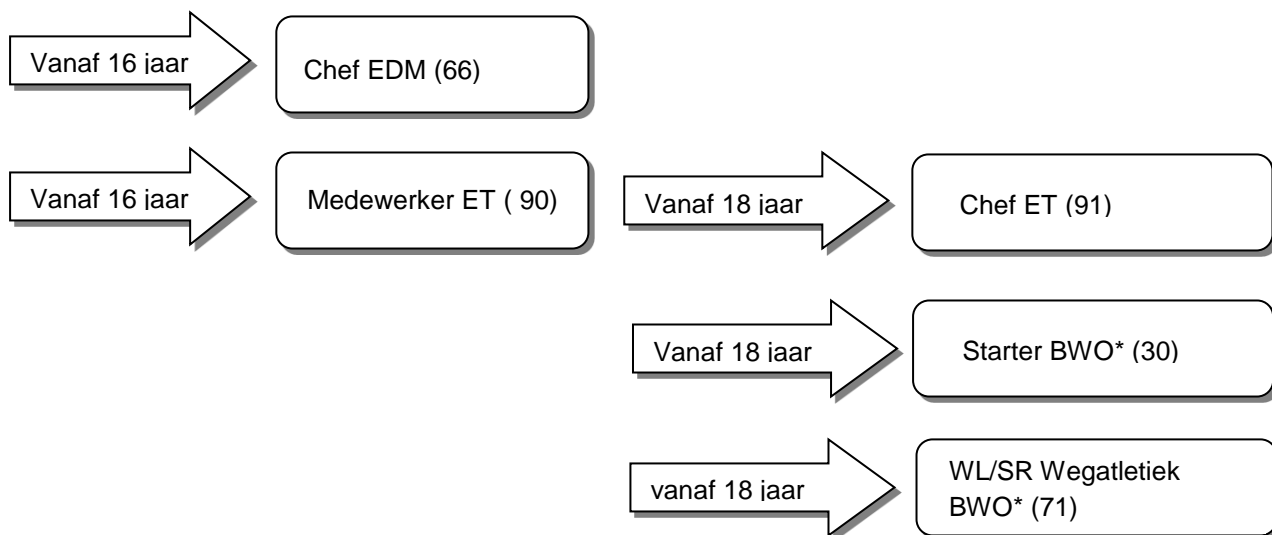 Vanaf 16 jaar
Chef EDM (66)
Vanaf 16 jaar
Medewerker ET ( 90)
Vanaf 18 jaar
Chef ET (91)
Vanaf 18 jaar
Starter BWO* (30)
vanaf 18 jaar
WL/SR Wegatletiek
BWO* (71)